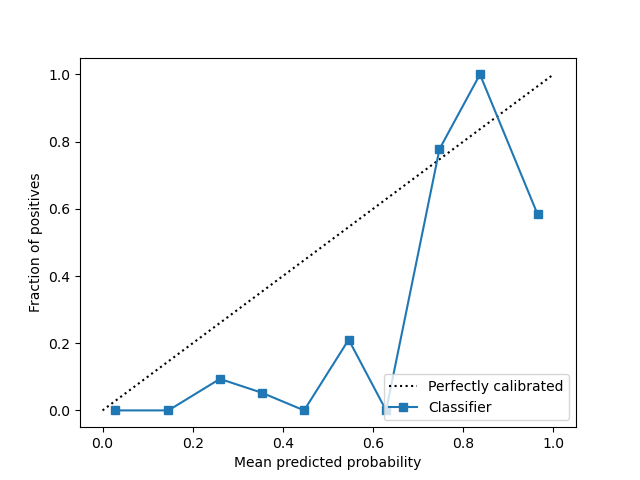 1.0
0.8
0.6
0.4
0.2
0.0
Fraction of positives
Perfectly calibrated
Classifier
0.0 0.2 0.4 0.6 0.8 1.0
Mean predicted probability